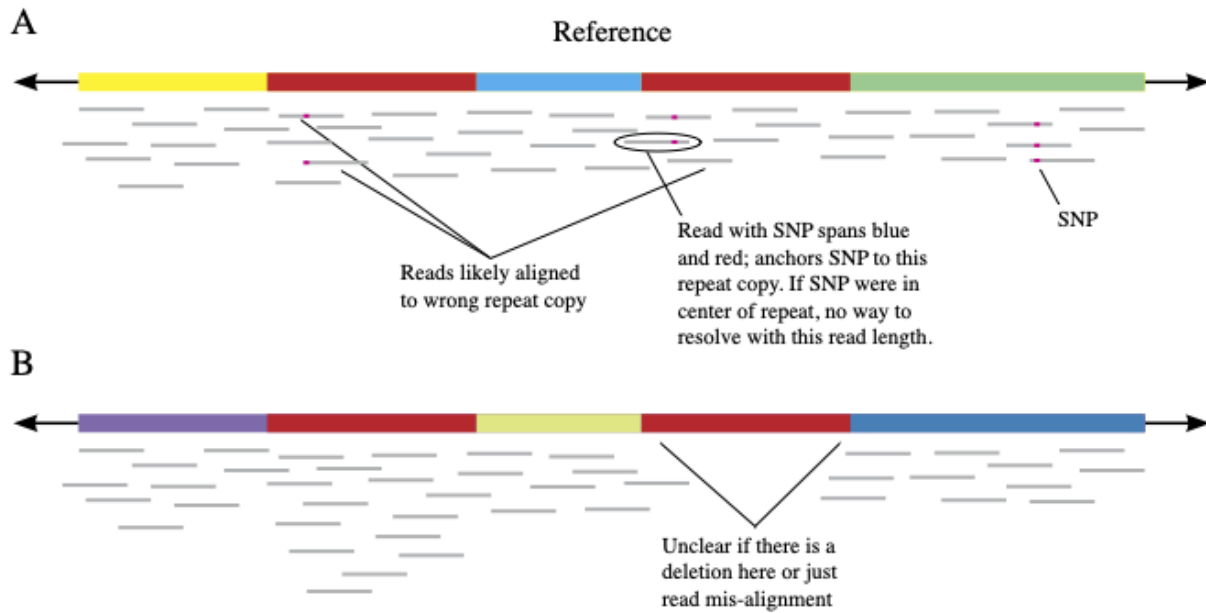 A
Reference
Reads likely aligned
to wrong repeat copy
Read with SNP spans blue
and red; anchors SNP to this
repeat copy. If SNP were in
center of repeat, no way to
resolve with this read length.
SNP
B
Unclear if there is a
deletion here or just
read mis-alignment